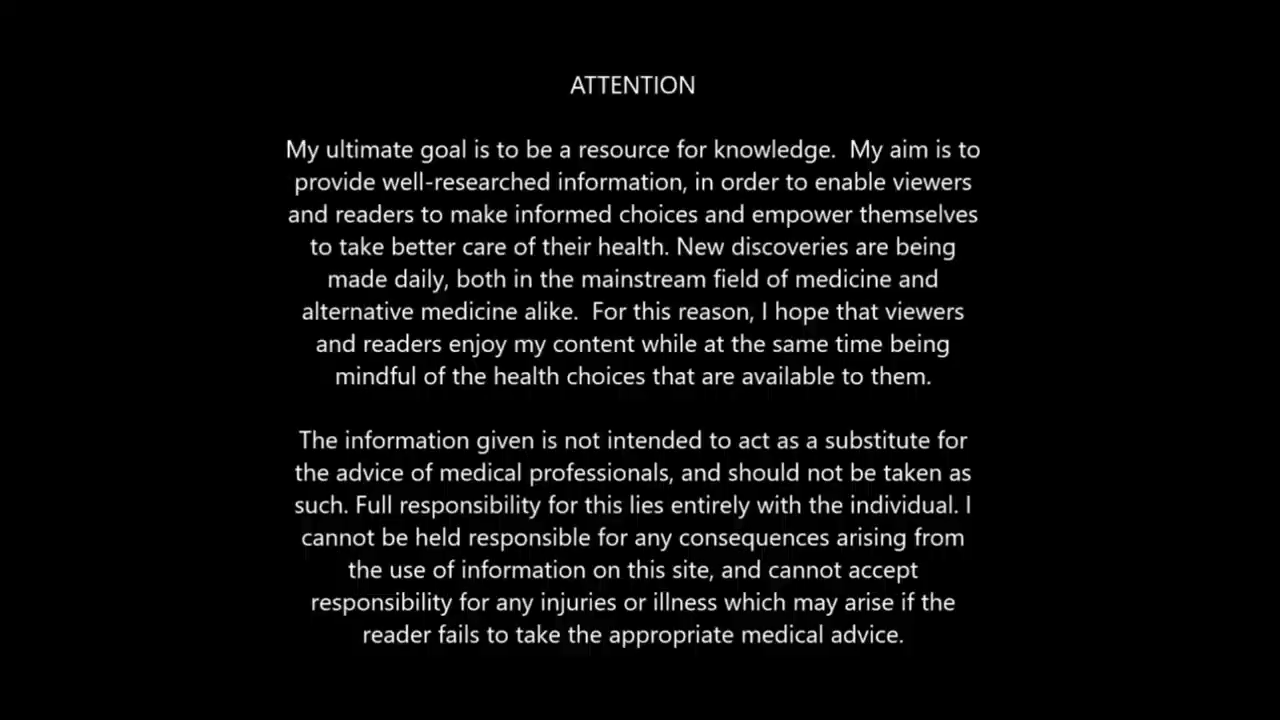 ATTENTION
My ultimate goal is to be a resource for knowledge.  My aim is to
provide well-researched information, in order to enable viewers
and readers to make informed choices and empower themselves
to take better care of their health. New discoveries are being
made daily, both in the mainstream field of medicine and
alternative medicine alike.  For this reason, I hope that viewers
and readers enjoy my content while at the same time being
mindful of the health choices that are available to them.
The information given is not intended to act as a substitute for
the advice of medical professionals, and should not be taken as
such. Full responsibility for this lies entirely with the individual. I
cannot be held responsible for any consequences arising from
the use of information on this site, and cannot accept
responsibility for any injuries or illness which may arise if the
reader fails to take the appropriate medical advice.